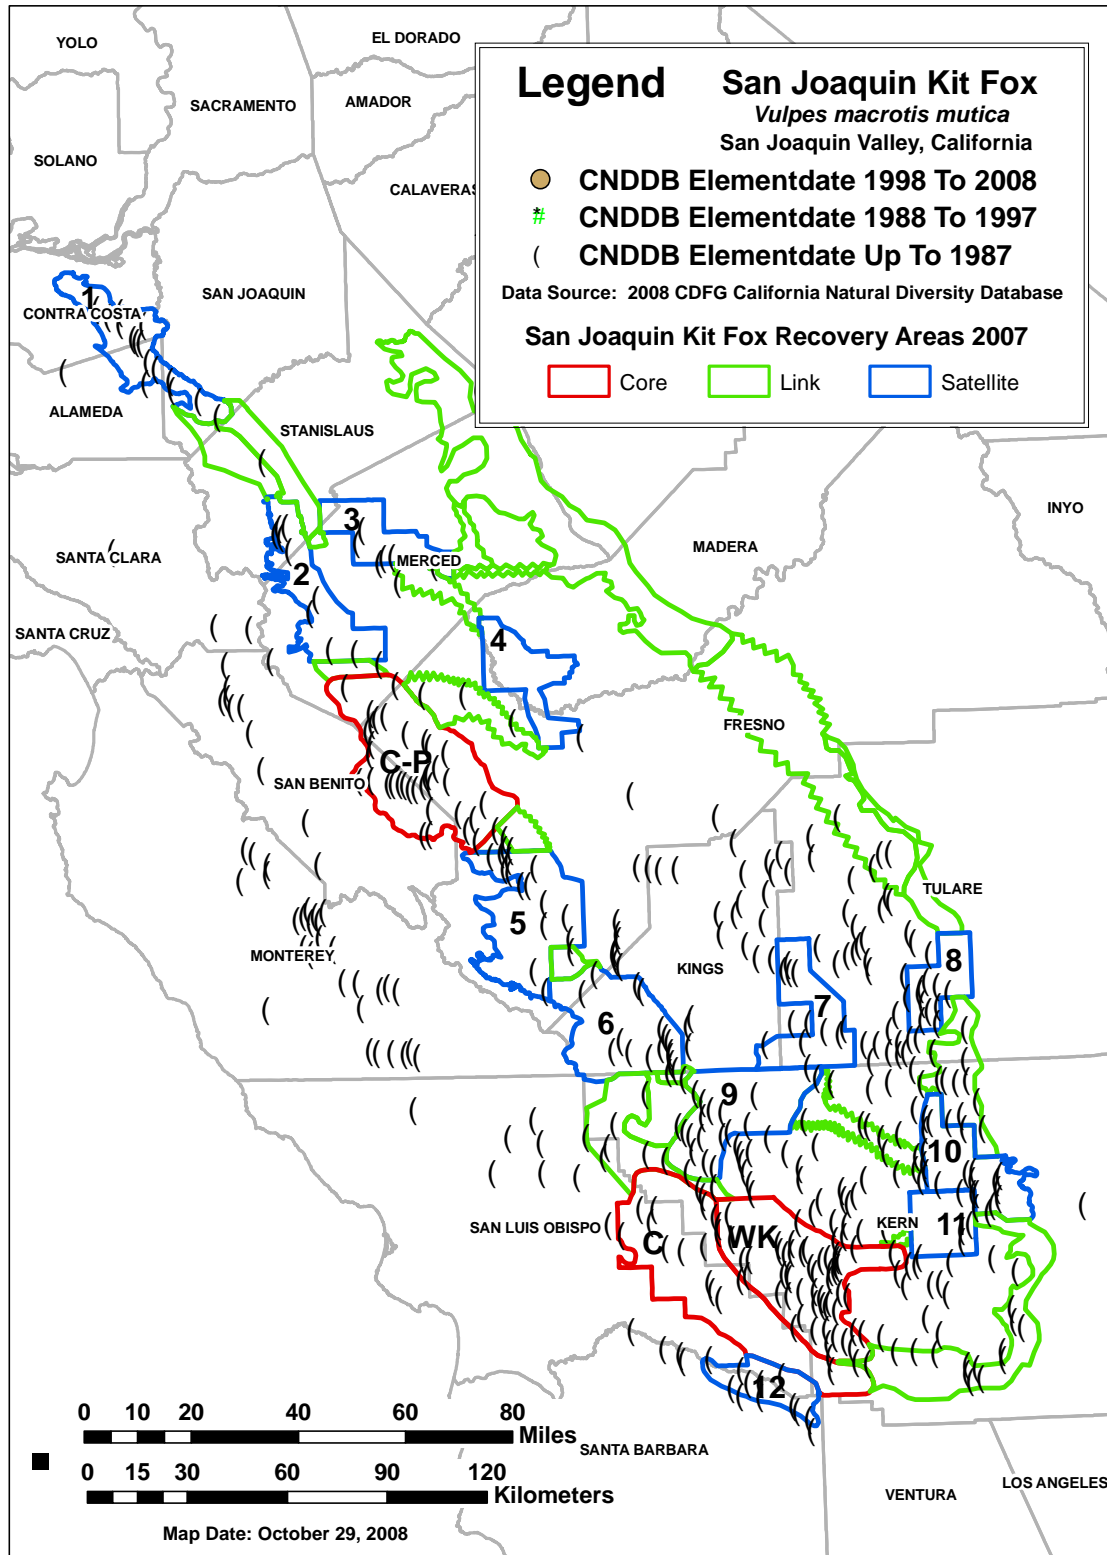 YOLO
EL DORADO
SACRAMENTO
AMADOR
SOLANO
CALAVERAS
Legend
San Joaquin Kit Fox
Vulpes macrotis mutica
San Joaquin Valley, California
CNDDB Elementdate 1998 To 2008
*# CNDDB Elementdate 1988 To 1997
( CNDDB Elementdate Up To 1987
Data Source: 2008 CDFG California Natural Diversity Database
San Joaquin Kit Fox Recovery Areas 2007
Core
Link
Satellite
1
CONTRA COSTA
SAN JOAQUIN
ALAMEDA
STANISLAUS
INYO
3
MERCED
MADERA
SANTA CLARA
2
SANTA CRUZ
4
FRESNO
C-P
SAN BENITO
TULARE
5
MONTEREY
KINGS
8
6
7
9
10
SAN LUIS OBISPO
C
WK
KERN
11
12
0 10 20 40 60 80
Miles
SANTA BARBARA
0 15 30 60 90 120
Kilometers
VENTURA
LOS ANGELES
Map Date: October 29, 2008